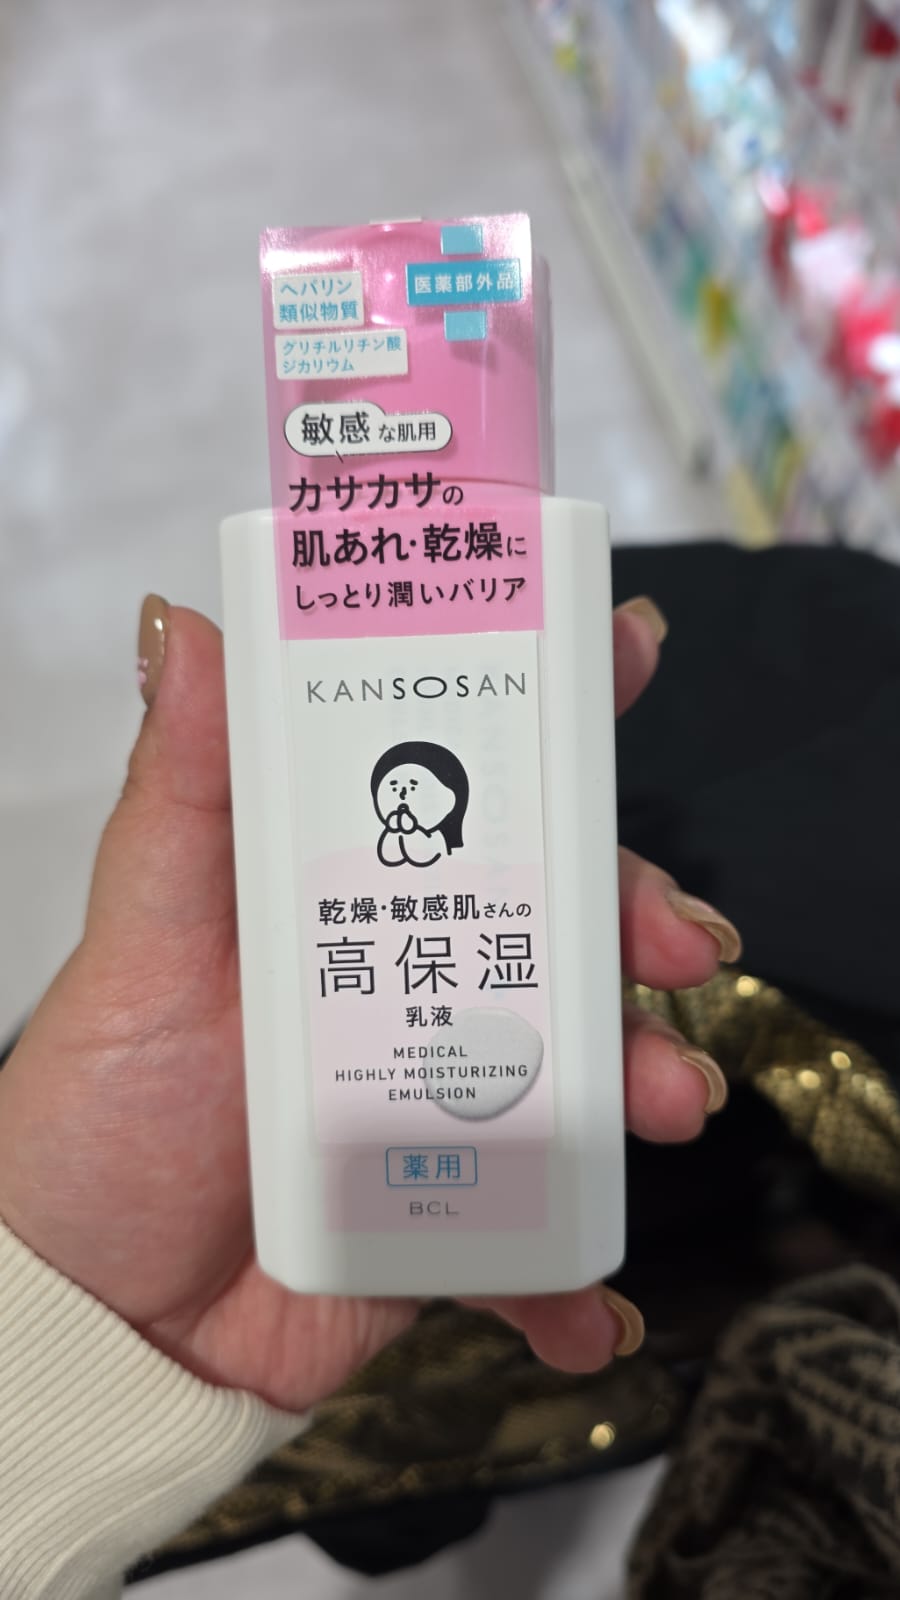 ヘパリン
類似物質
医薬部外品
グリチルリチン酸
ジカリウム
敏感な肌用
カサカサの
肌あれ・乾燥に
しっとり潤いバリア
KANSOSAN
乾燥・敏感肌さんの
高保湿
乳液
MEDICAL
HIGHLY MOISTURIZING
EMULSION
薬用
BCL